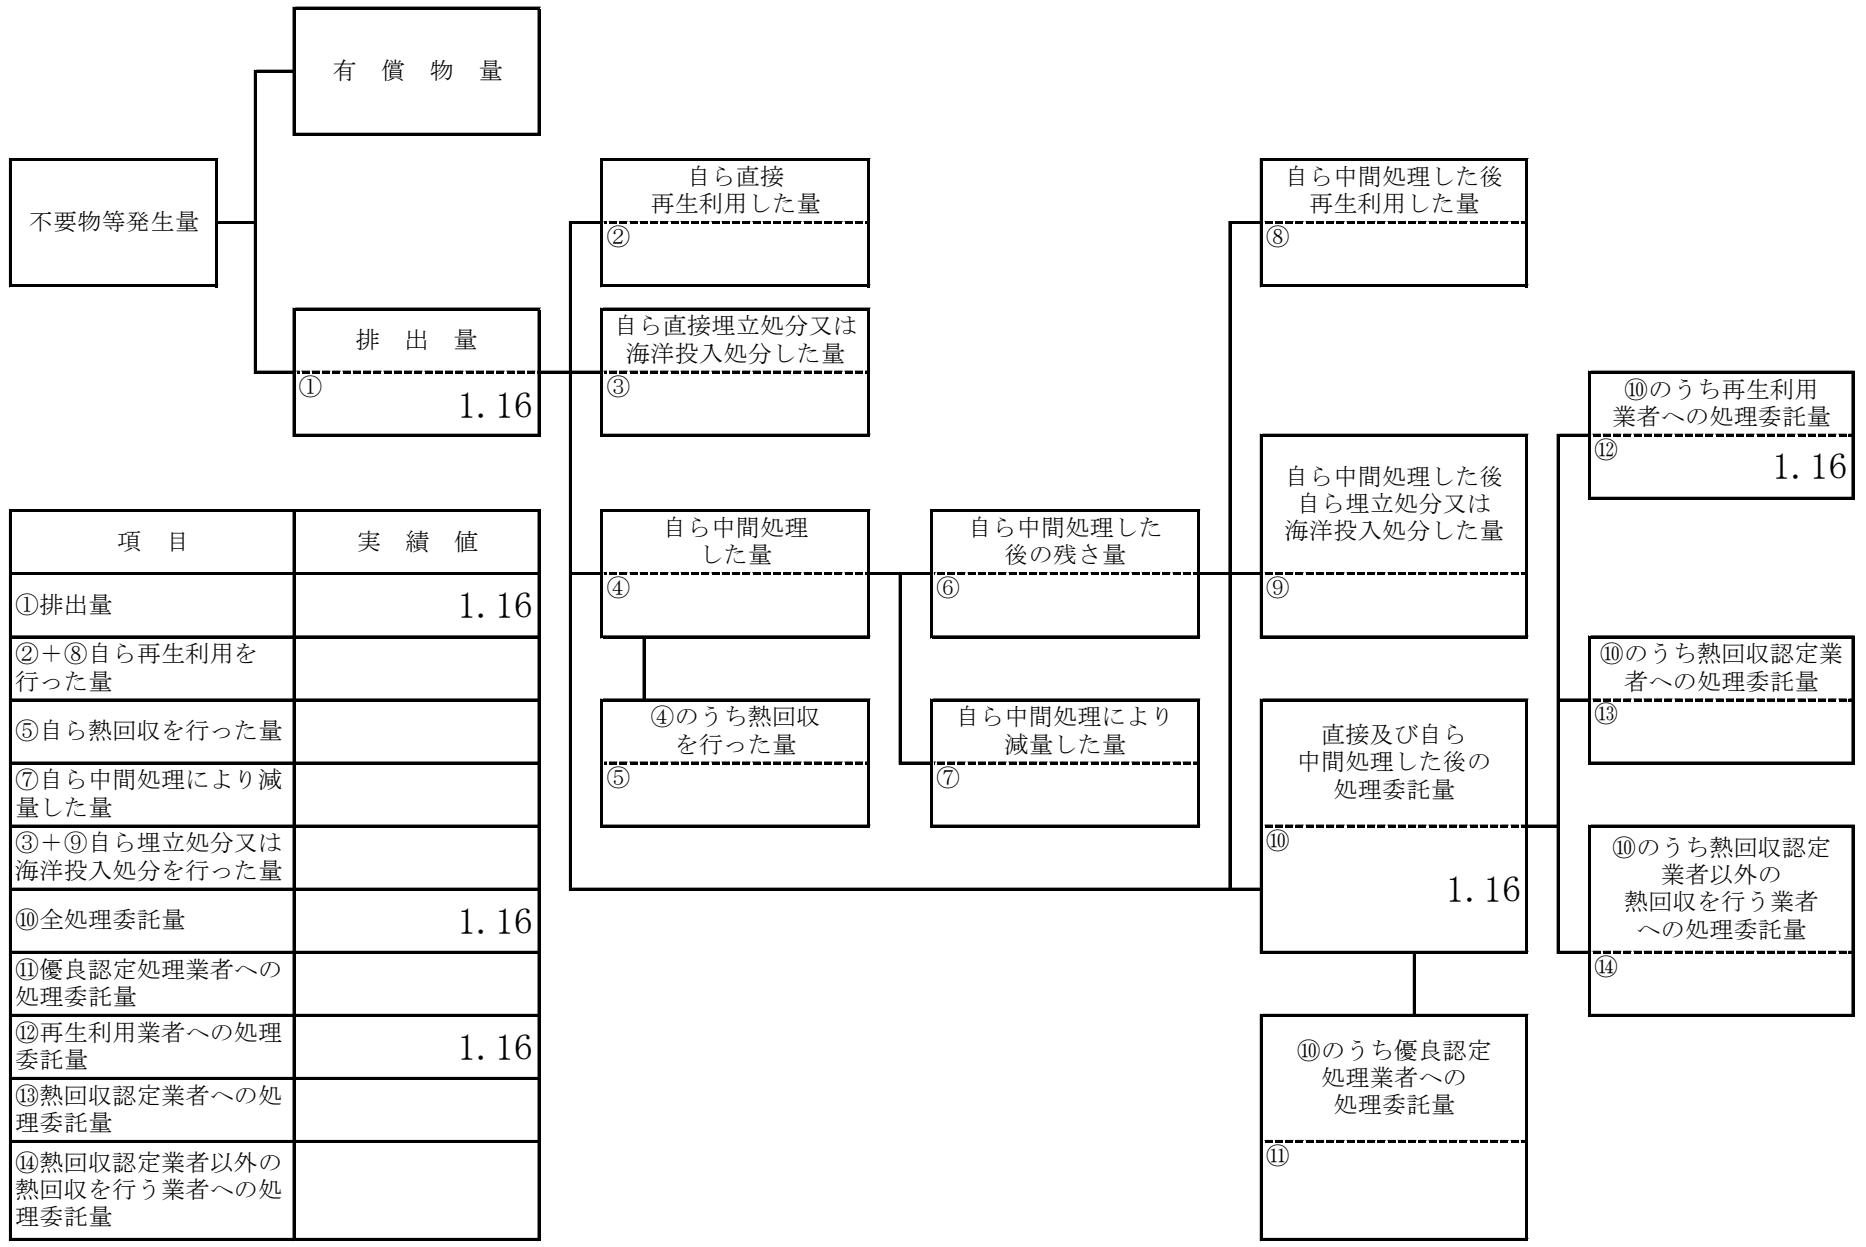 有　償　物　量
不要物等発生量
排　出　量
①
1.16
自ら直接
再生利用した量
②
自ら直接埋立処分又は
海洋投入処分した量
③
自ら中間処理
した量
④
④のうち熱回収
を行った量
⑤
自ら中間処理した
後の残さ量
⑥
自ら中間処理により
減量した量
⑦
自ら中間処理した後
再生利用した量
⑧
自ら中間処理した後
自ら埋立処分又は
海洋投入処分した量
⑨
直接及び自ら
中間処理した後の
処理委託量
⑩
1.16
⑩のうち優良認定
処理業者への
処理委託量
⑪
⑩のうち再生利用
業者への処理委託量
⑫
1.16
⑩のうち熱回収認定業
者への処理委託量
⑬
⑩のうち熱回収認定
業者以外の
熱回収を行う業者
への処理委託量
⑭
項　目　実　績　値
①排出量　1.16
②＋⑧自ら再生利用を
行った量
⑤自ら熱回収を行った量
⑦自ら中間処理により減
量した量
③＋⑨自ら埋立処分又は
海洋投入処分を行った量
⑩全処理委託量　1.16
⑪優良認定処理業者への
処理委託量
⑫再生利用業者への処理
委託量　1.16
⑬熱回収認定業者への処
理委託量
⑭熱回収認定業者以外の
熱回収を行う業者への処
理委託量